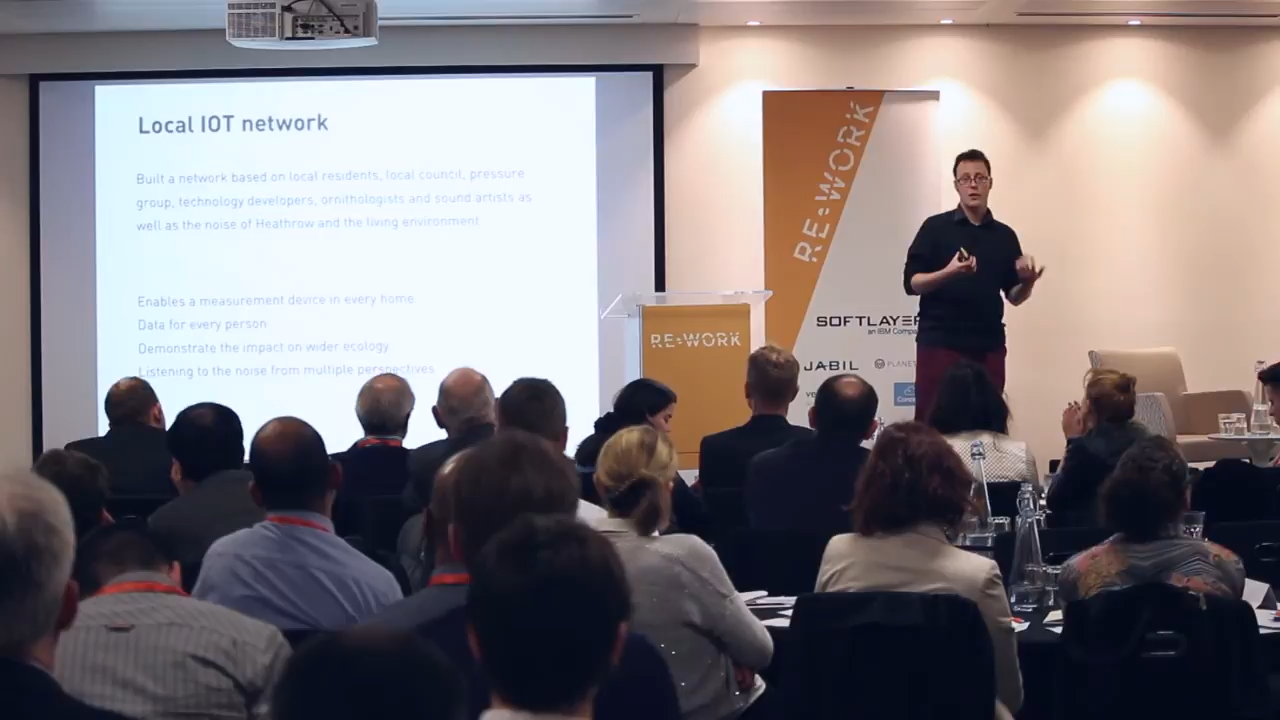 Local IOT network
Built a network based on local residents, local council, pressure
group, technology developers, ornithologists and sound artists as
well as the noise of Heathrow and the living environment
Enables a measurement device in every home
Data for every person
Demonstrate the impact on wider ecology
Listening to the noise from multiple perspectives
RE•WORK
RE•WORK
SOFTLAYER
an IBM Compa
JABIL
PLANET